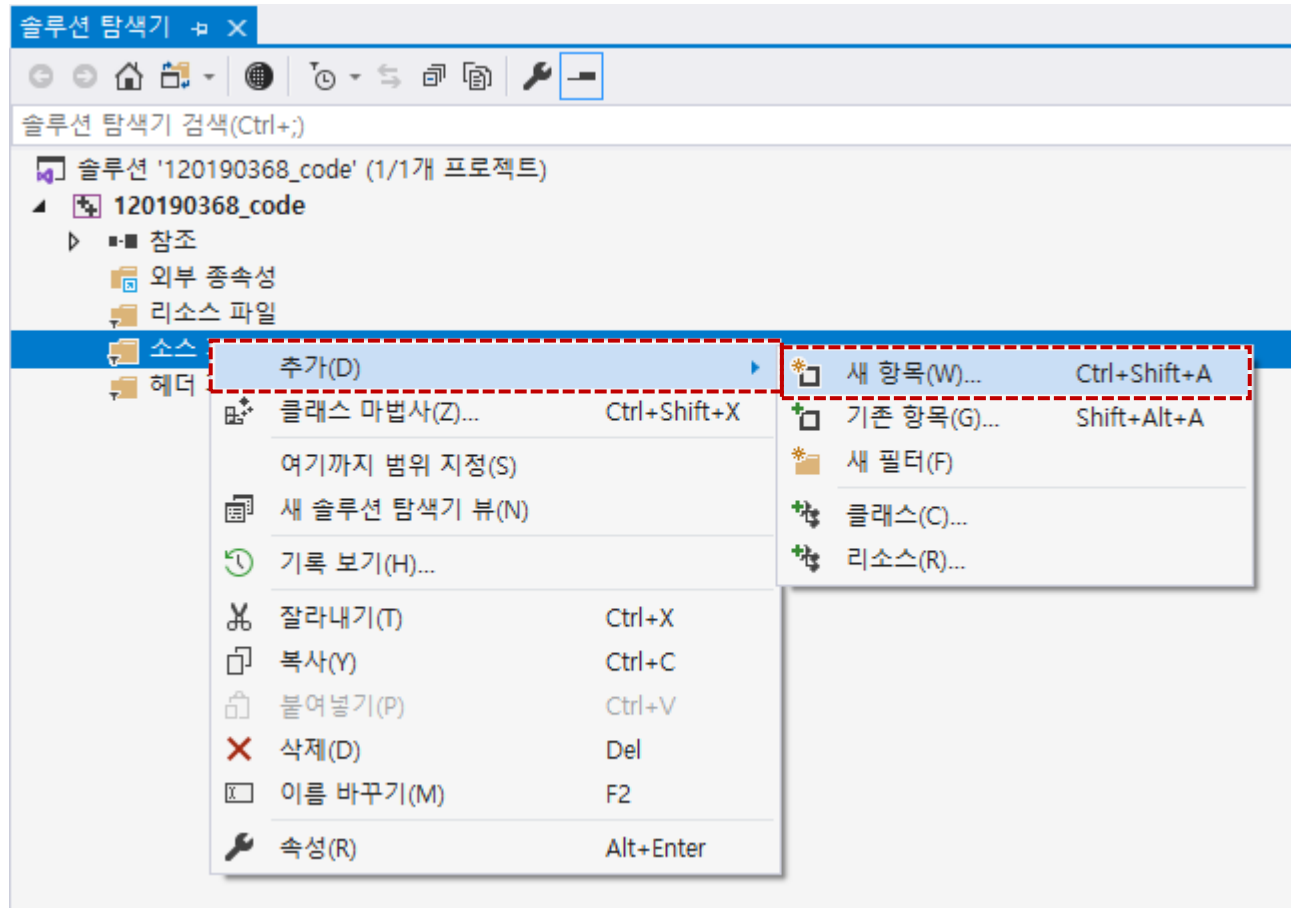 솔루션 탐색기
솔루션 탐색기 검색(Ctrl+;)
솔루션 '120190368_code' (1/1개 프로젝트)
120190368_code
참조
외부 종속성
리소스 파일
소스
헤더
추가(D)
클래스 마법사(Z)... Ctrl+Shift+X
여기까지 범위 지정(S)
새 솔루션 탐색기 뷰(N)
기록 보기(H)...
잘라내기(T) Ctrl+X
복사(Y) Ctrl+C
붙여넣기(P) Ctrl+V
삭제(D) Del
이름 바꾸기(M) F2
속성(R) Alt+Enter
새 항목(W)... Ctrl+Shift+A
기존 항목(G)... Shift+Alt+A
새 필터(F)
클래스(C)...
리소스(R)...